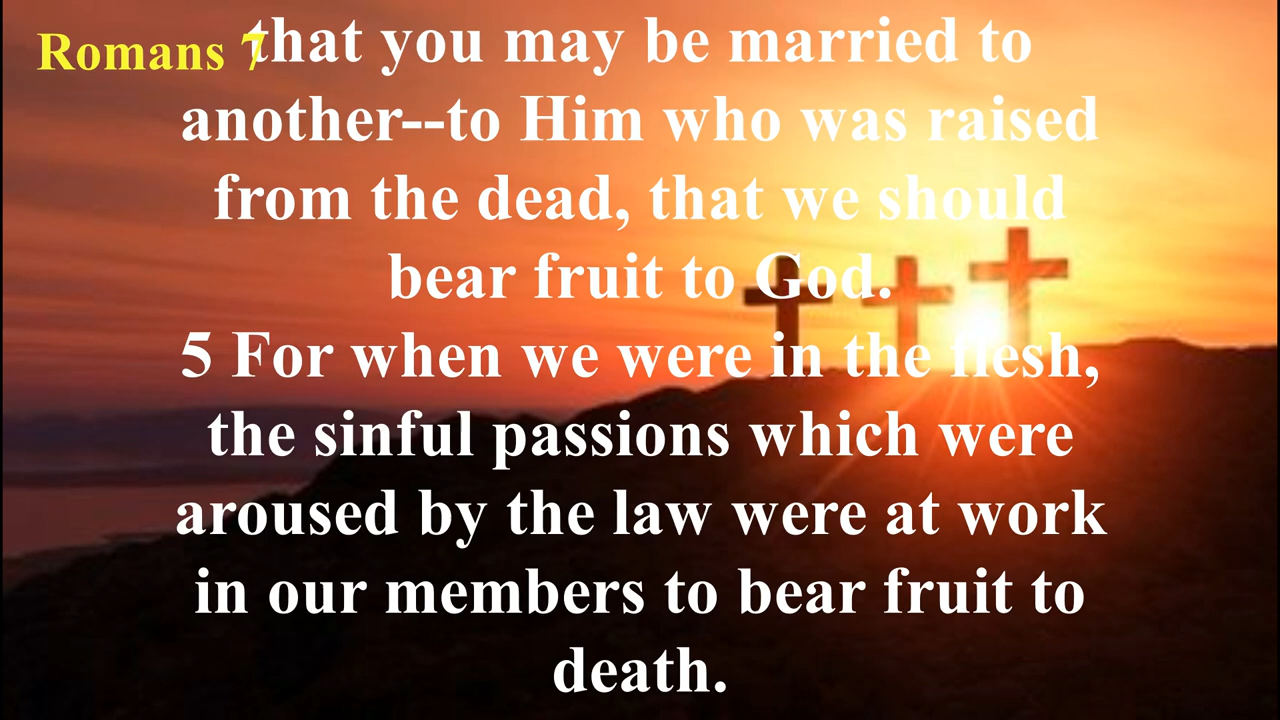 Romans 7
that you may be married to
another--to Him who was raised
from the dead, that we should
bear fruit to God.
5 For when we were in the flesh,
the sinful passions which were
aroused by the law were at work
in our members to bear fruit to
death.